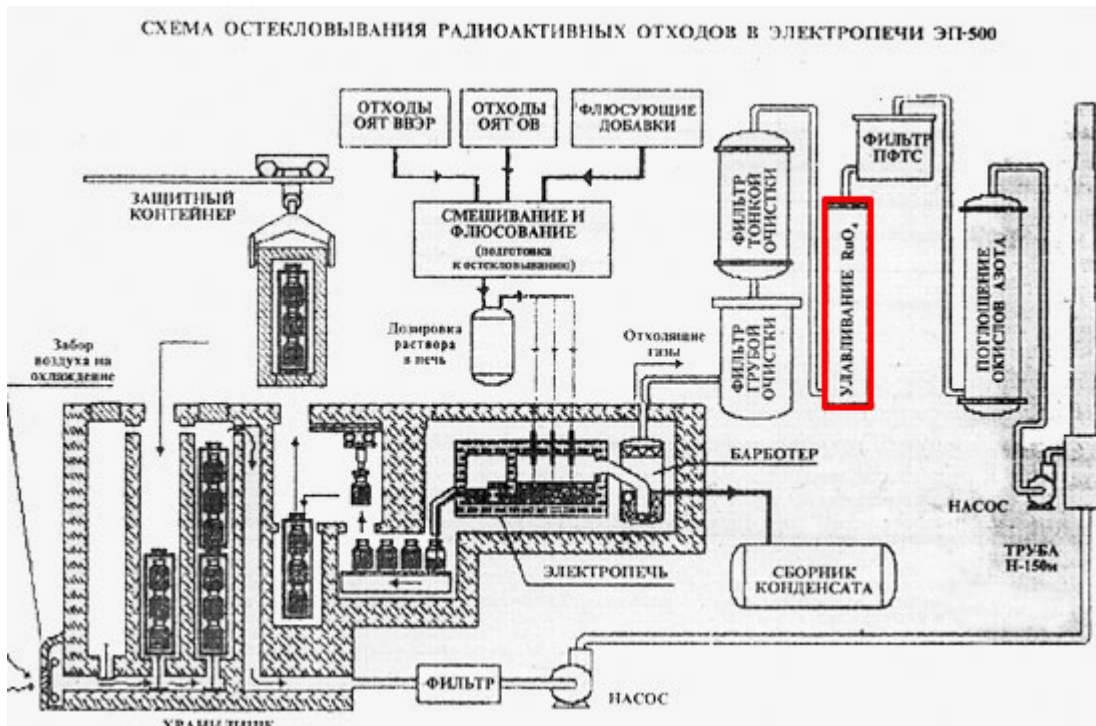 СХЕМА ОСТЕКЛОВЫВАНИЯ РАДИОАКТИВНЫХ ОТХОДОВ В ЭЛЕКТРОПЕЧИ ЭП-500
ОТХОДЫ
ОЯТ ВВЭР
ОТХОДЫ
ОЯТ ОВ
ФЛЮСУЮЩИЕ
ДОБАВКИ
ФИЛЬТР
ПФТС
ЗАЩИТНЫЙ
КОНТЕЙНЕР
СМЕШИВАНИЕ И
ФЛЮСОВАНИЕ
(подготовка
к остекловыванию)
ФИЛЬТР
ТОНКОЙ
ОЧИСТКИ
УЛАВЛИВАНИЕ RuO4
ПОГЛОЩЕНИЕ
ОКИСЛОВ АЗОТА
Дозировка
раствора
в печь
Отходящие
газы
ФИЛЬТР
ГРУБОЙ
ОЧИСТКИ
Забор
воздуха на
охлаждение
БАРБОТЕР
НАСОС
ЭЛЕКТРОПЕЧЬ
СБОРНИК
КОНДЕНСАТА
ТРУБА
Н-150м
ФИЛЬТР
НАСОС
ХРАНИЛИЩЕ